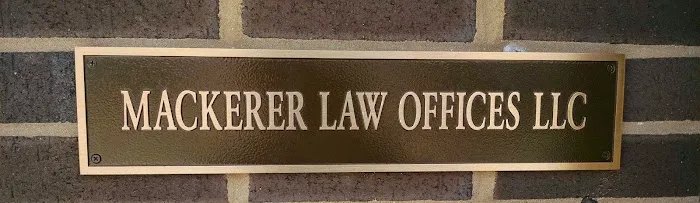 MACKERER LAW OFFICES LLC